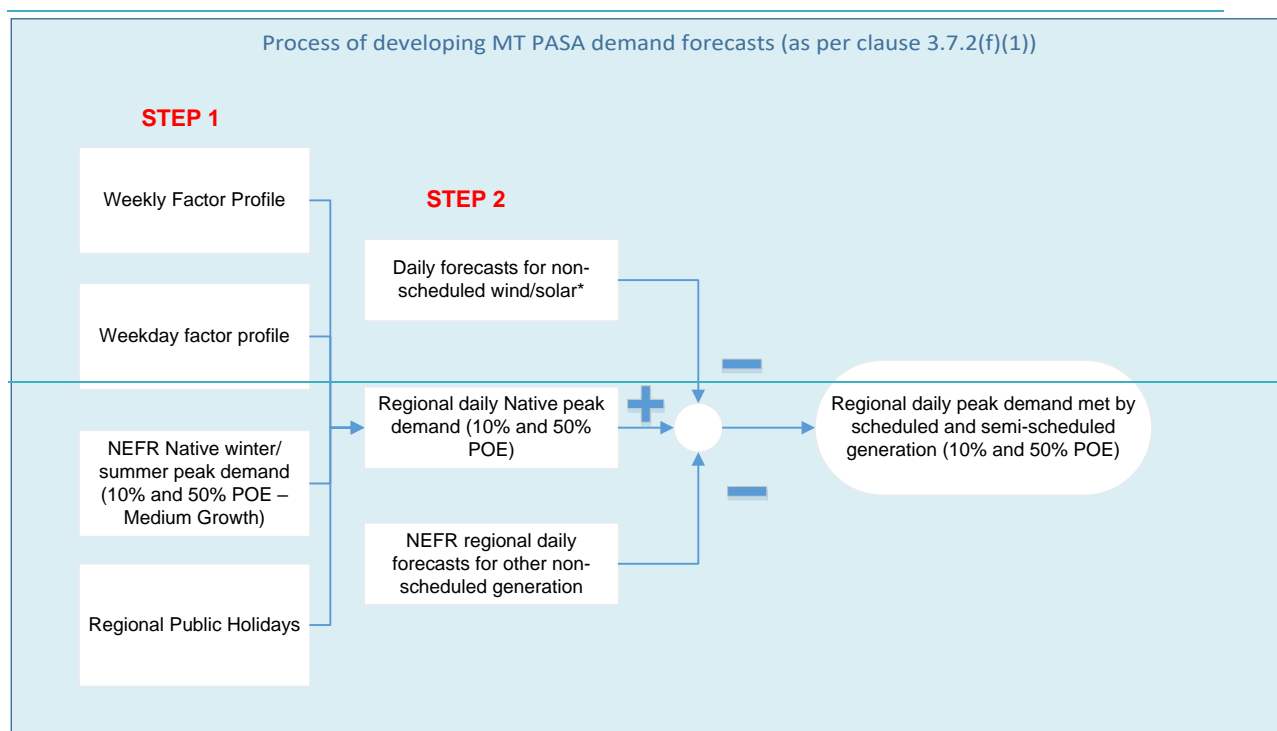 Process of developing MT PASA demand forecasts (as per clause 3.7.2(f)(1))
STEP 1
Weekly Factor Profile
Weekday factor profile
NEFR Native winter/
summer peak demand
(10% and 50% POE –
Medium Growth)
Regional Public Holidays
STEP 2
Daily forecasts for non-
scheduled wind/solar*
Regional daily Native peak
demand (10% and 50%
POE)
NEFR regional daily
forecasts for other non-
scheduled generation
Regional daily peak demand met by
scheduled and semi-scheduled
generation (10% and 50% POE)